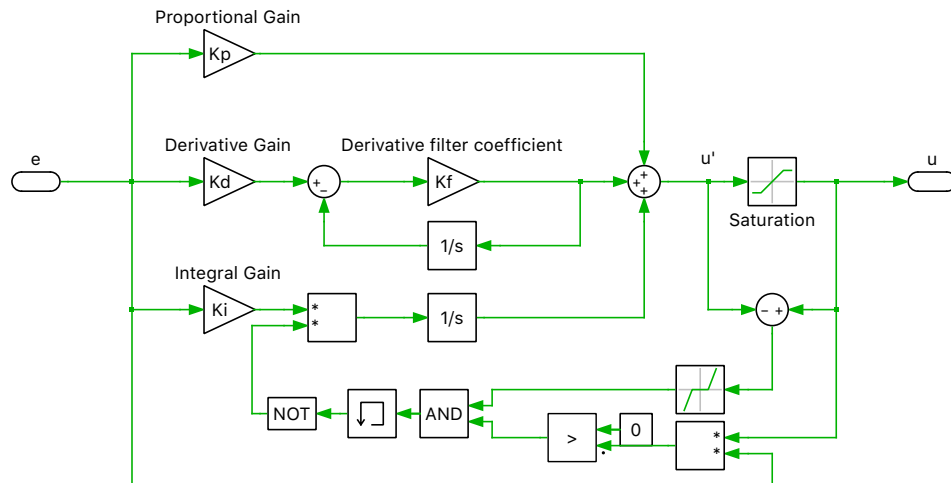 Proportional Gain
Kp
e
Derivative Gain
Derivative filter coefficient
u'
u
Kd
+
−
Kf
+
+
+
Saturation
1/s
Integral Gain
Ki
*
*
1/s
- +
NOT
AND
>
0
*
*